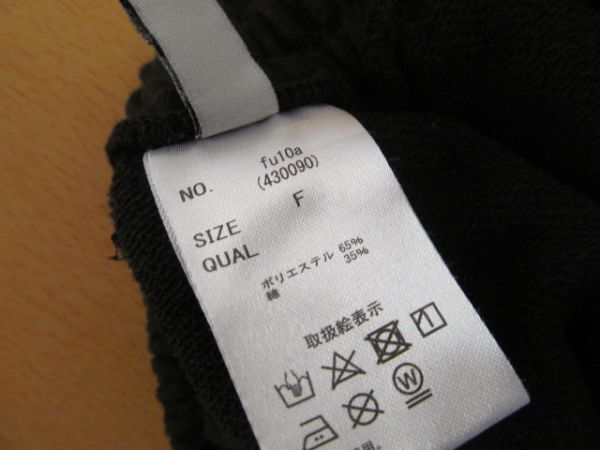 NO. fu10a
(430090)
SIZE F
QUAL
ポリエステル 65%
綿 35%
取扱絵表示
W
用。